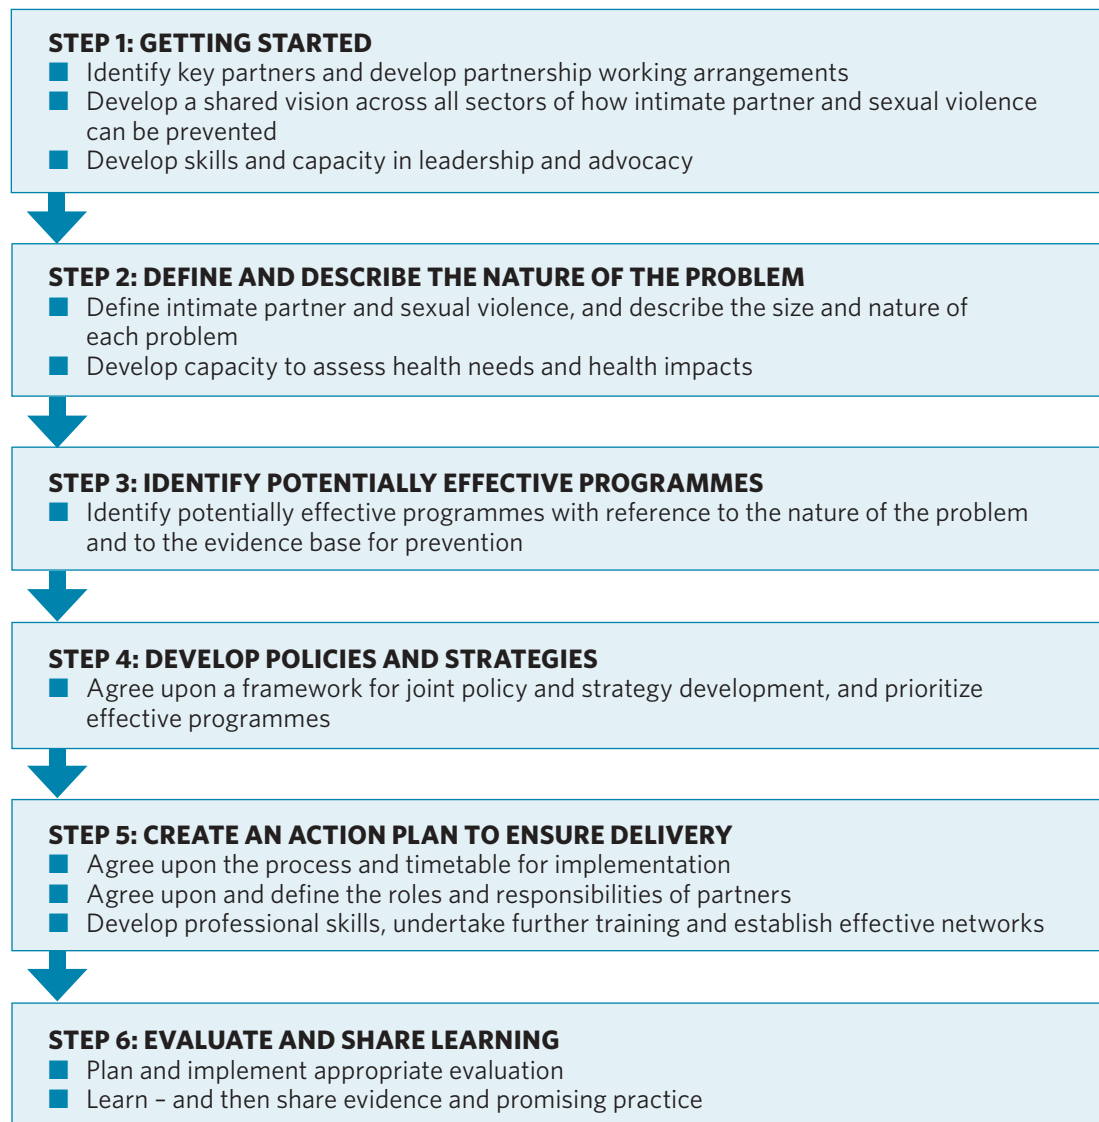 STEP 1: GETTING STARTED
■ Identify key partners and develop partnership working arrangements
■ Develop a shared vision across all sectors of how intimate partner and sexual violence
can be prevented
■ Develop skills and capacity in leadership and advocacy
STEP 2: DEFINE AND DESCRIBE THE NATURE OF THE PROBLEM
■ Define intimate partner and sexual violence, and describe the size and nature of
each problem
■ Develop capacity to assess health needs and health impacts
STEP 3: IDENTIFY POTENTIALLY EFFECTIVE PROGRAMMES
■ Identify potentially effective programmes with reference to the nature of the problem
and to the evidence base for prevention
STEP 4: DEVELOP POLICIES AND STRATEGIES
■ Agree upon a framework for joint policy and strategy development, and prioritize
effective programmes
STEP 5: CREATE AN ACTION PLAN TO ENSURE DELIVERY
■ Agree upon the process and timetable for implementation
■ Agree upon and define the roles and responsibilities of partners
■ Develop professional skills, undertake further training and establish effective networks
STEP 6: EVALUATE AND SHARE LEARNING
■ Plan and implement appropriate evaluation
■ Learn – and then share evidence and promising practice